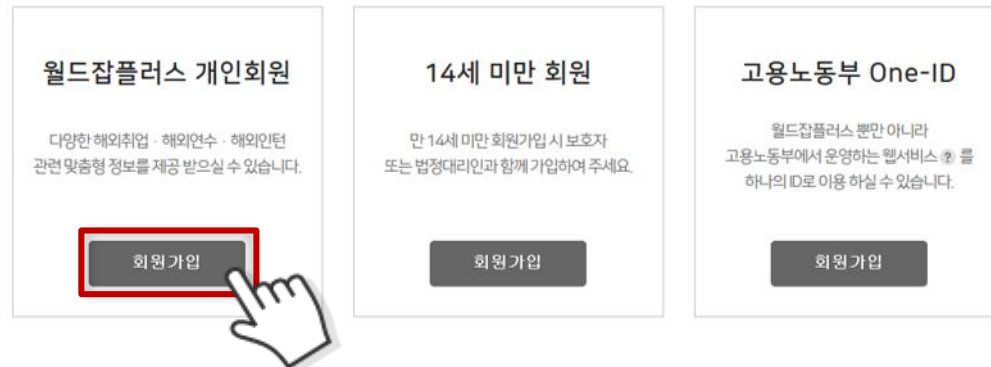 월드잡플러스 개인회원
다양한 해외취업 · 해외연수 · 해외인턴
관련 맞춤형 정보를 제공 받으실 수 있습니다.
회원가입
14세 미만 회원
만 14세 미만 회원가입 시 보호자
또는 법정대리인과 함께 가입하여 주세요.
회원가입
고용노동부 One-ID
월드잡플러스 뿐만 아니라
고용노동부에서 운영하는 웹서비스 ? 를
하나의 ID로 이용 하실 수 있습니다.
회원가입